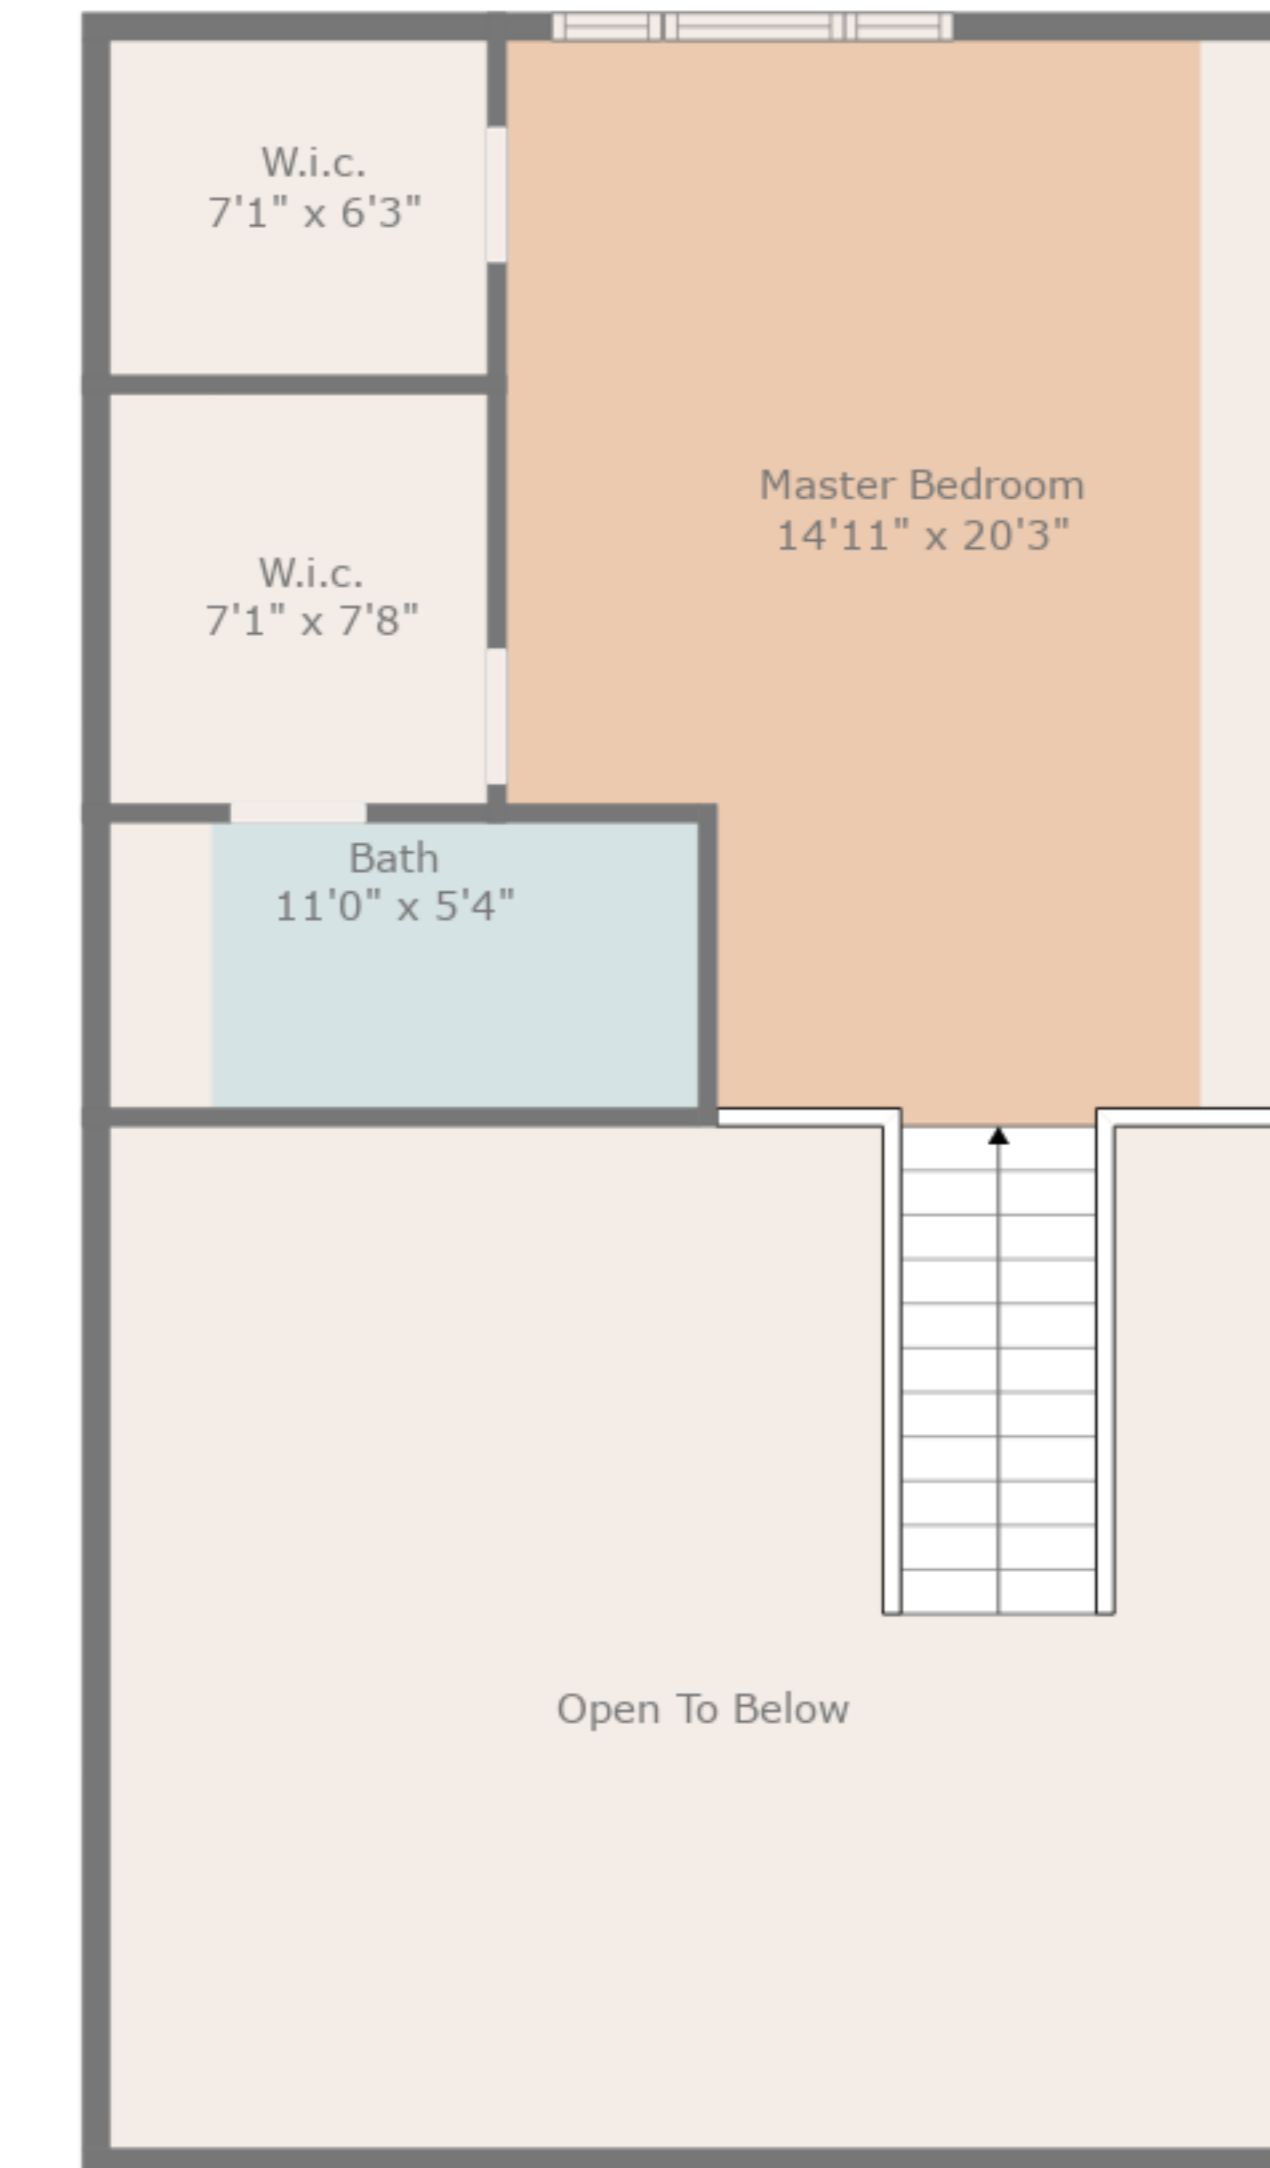 W.i.c.
7'1" x 6'3"
Master Bedroom
14'11" x 20'3"
W.i.c.
7'1" x 7'8"
Bath
11'0" x 5'4"
Open To Below